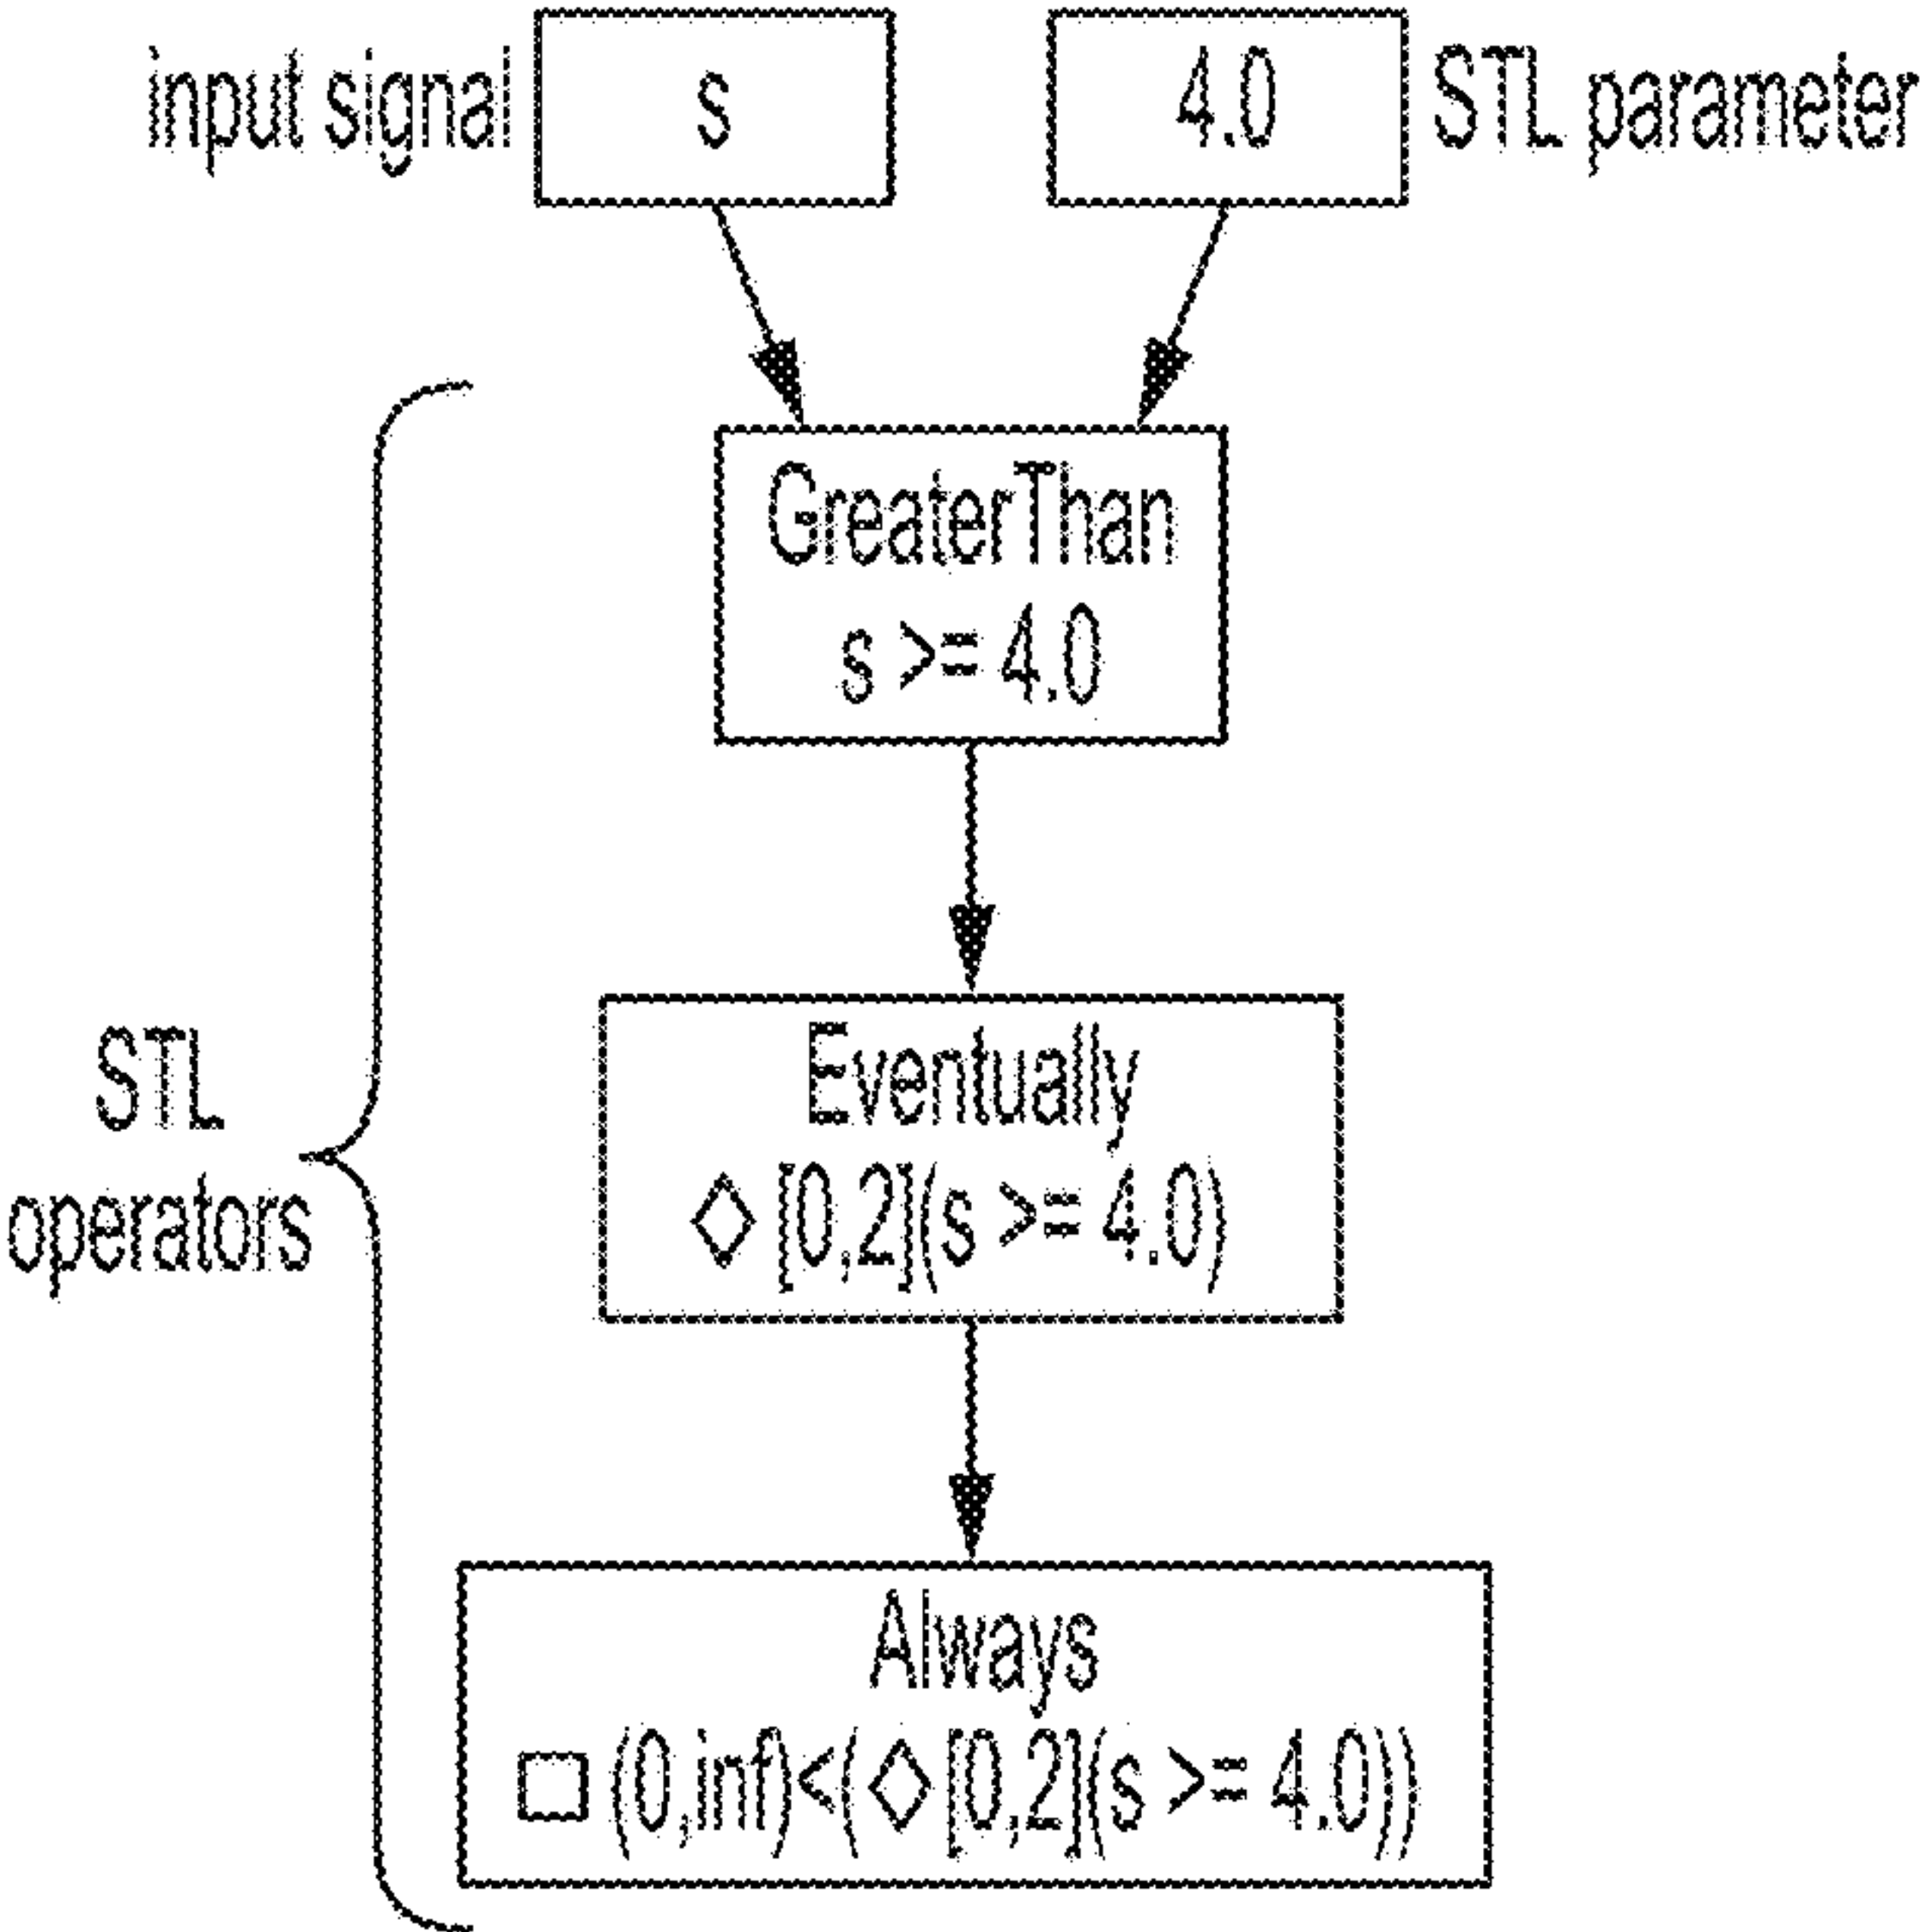 input signal
s
4.0
STL parameter
GreaterThan
s >= 4.0
STL
operators
Eventually
◇ [0,2](s >= 4.0)
Always
□ (0,inf)<(◇[0,2](s >= 4.0))